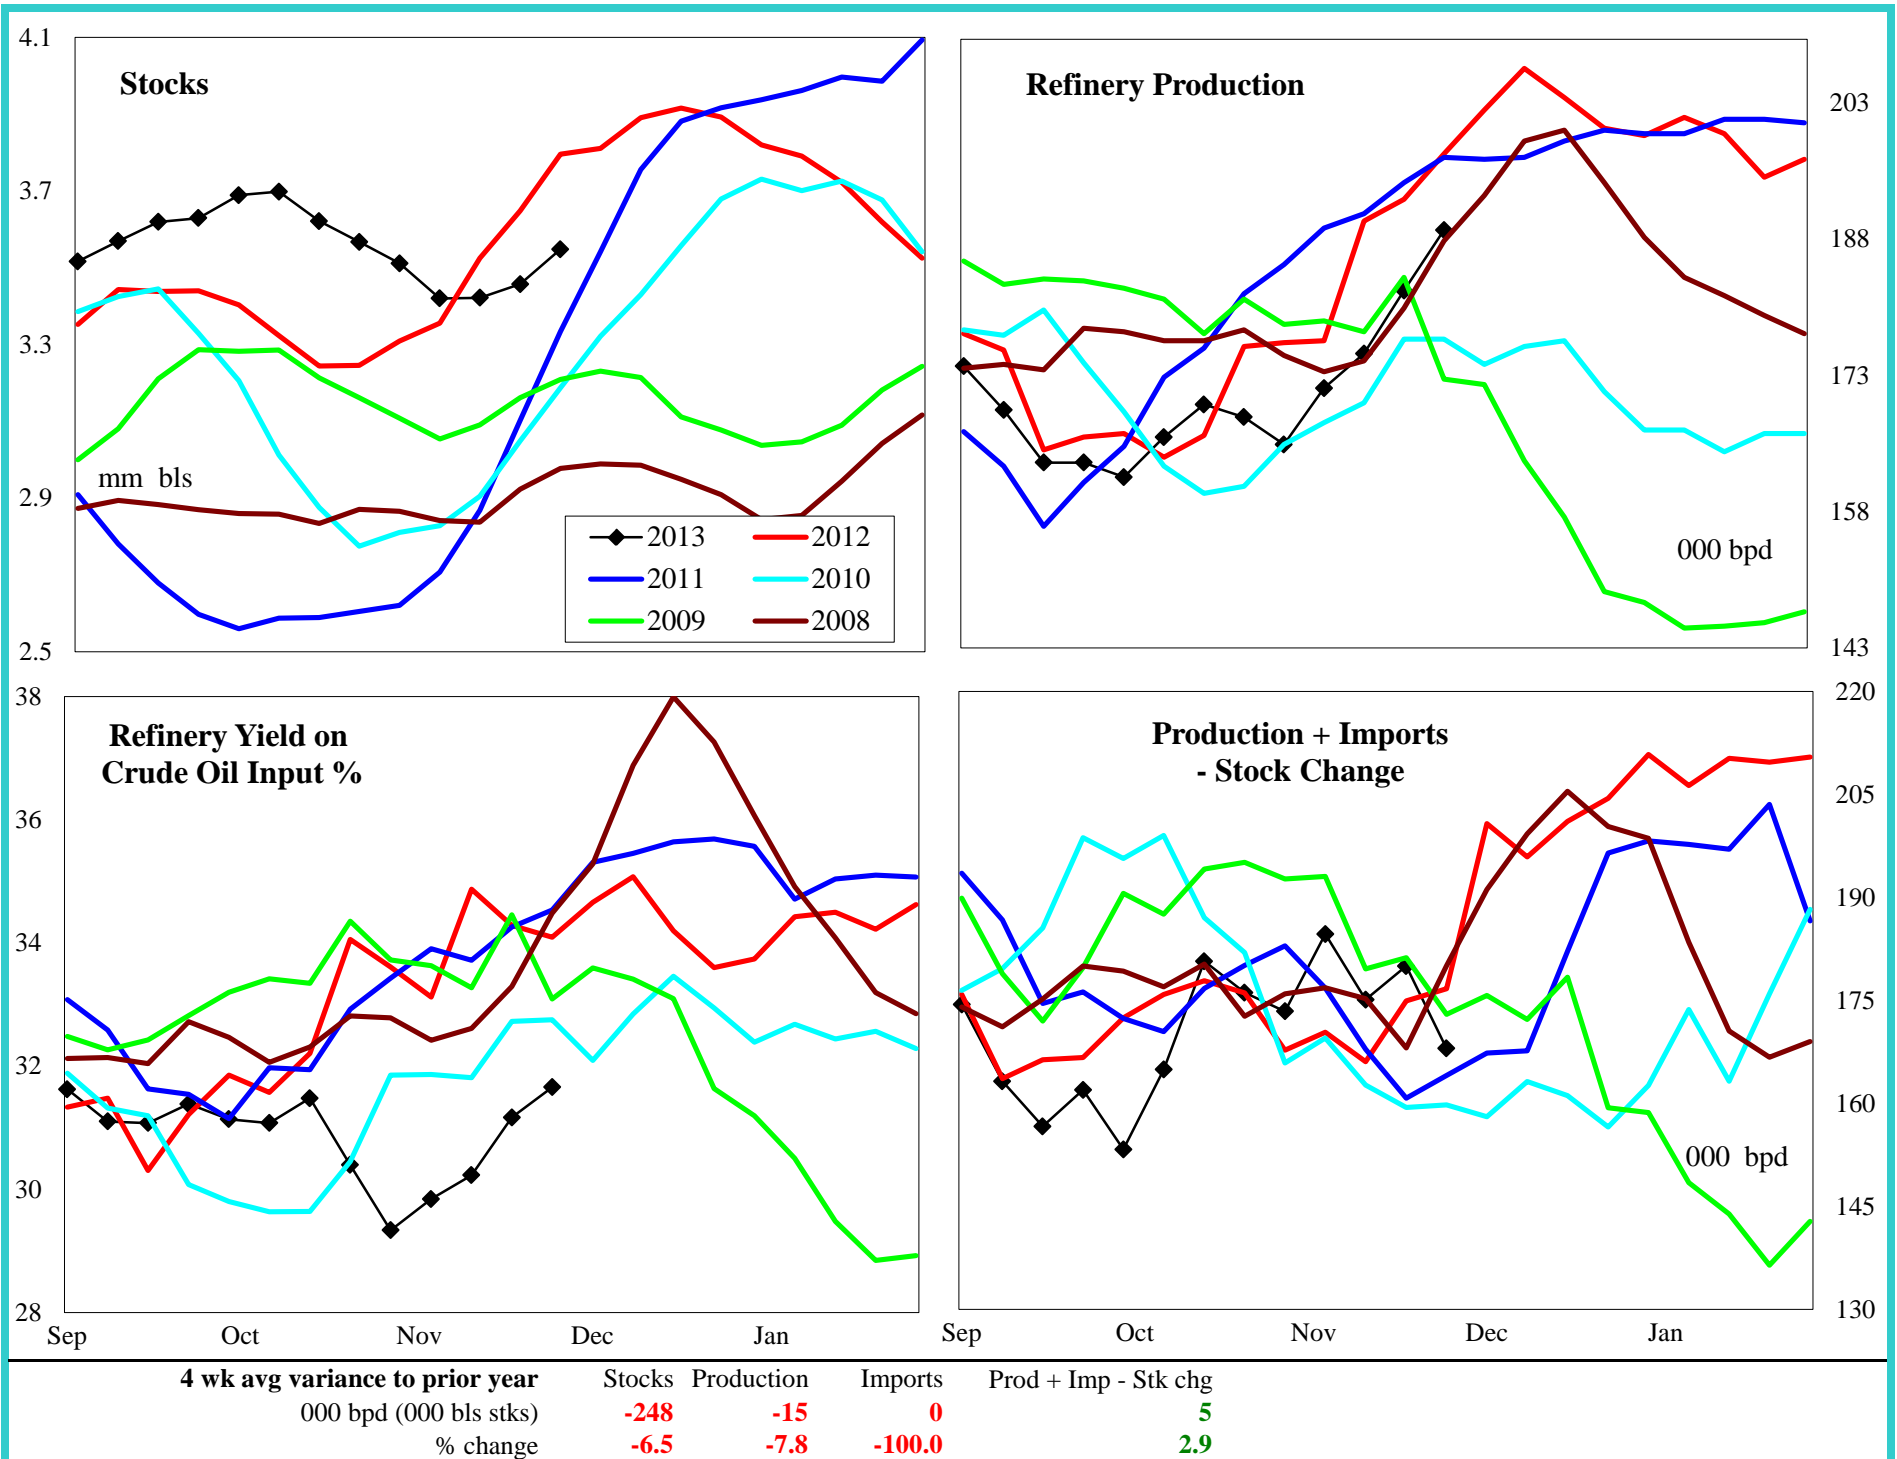 4.1
3.7
3.3
2.9
2.5
Stocks
mm bls
2013 2012
2011 2010
2009 2008
Refinery Production
000 bpd
203
188
173
158
143
38
36
34
32
30
28
Refinery Yield on
Crude Oil Input %
Sep Oct Nov Dec Jan
Production + Imports
- Stock Change
000 bpd
220
205
190
175
160
145
130
Sep Oct Nov Dec Jan
4 wk avg variance to prior year Stocks Production Imports Prod + Imp - Stk chg
000 bpd (000 bls stks) -248 -15 0 5
% change -6.5 -7.8 -100.0 2.9